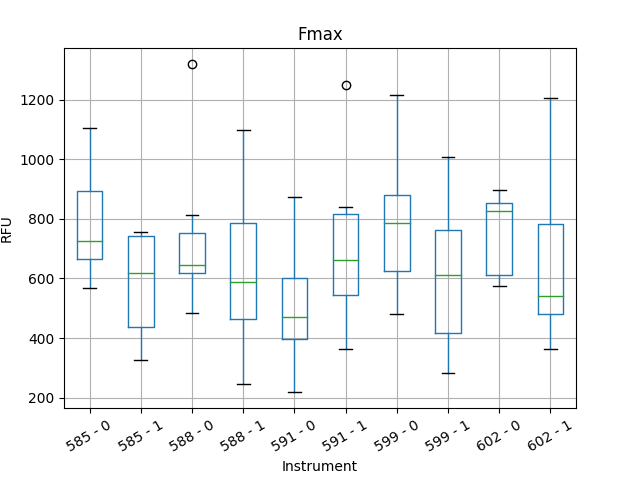 Fmax
1200
1000
800
600
400
200
RFU
585 - 0
585 - 1
588 - 0
588 - 1
591 - 0
591 - 1
599 - 0
599 - 1
602 - 0
602 - 1
Instrument